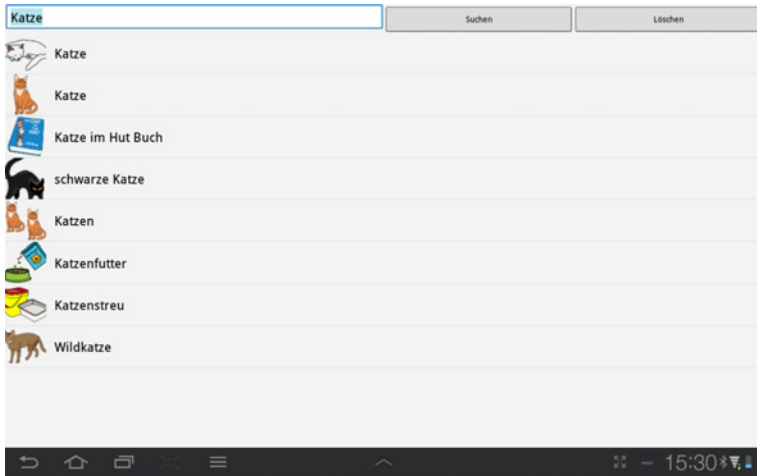 Katze
Suchen
Löschen
Katze
Katze
Katze im Hut Buch
schwarze Katze
Katzen
Katzenfutter
Katzenstreu
Wildkatze
15:30